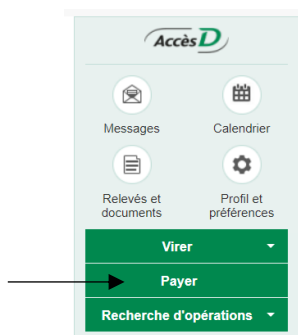 AccèsD
Messages Calendrier
Relevés et Profil et
documents préférences
Virer
Payer
Recherche d'opérations